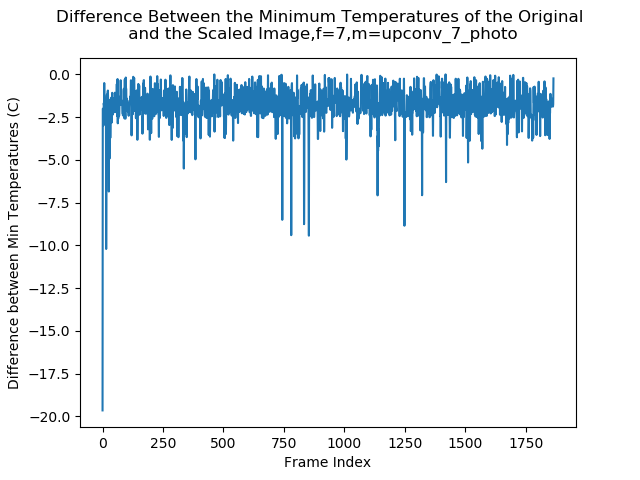 Difference Between the Minimum Temperatures of the Original
and the Scaled Image,f=7,m=upconv_7_photo
0.0
−2.5
−5.0
−7.5
−10.0
−12.5
−15.0
−17.5
−20.0
Difference between Min Temperatures (C)
0 250 500 750 1000 1250 1500 1750
Frame Index